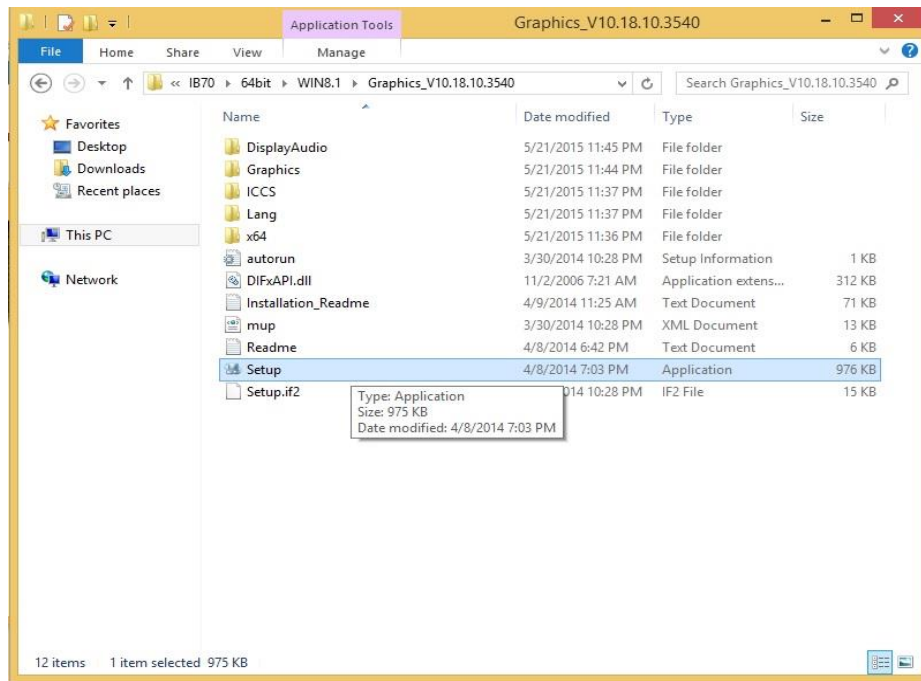 Application Tools Graphics_V10.18.10.3540
File Home Share View Manage
« IB70 64bit WIN8.1 Graphics_V10.18.10.3540 Search Graphics_V10.18.10.3540
Name Date modified Type Size
Favorites
Desktop
Downloads
Recent places
This PC
Network
DisplayAudio 5/21/2015 11:45 PM File folder
Graphics 5/21/2015 11:44 PM File folder
ICCS 5/21/2015 11:37 PM File folder
Lang 5/21/2015 11:37 PM File folder
x64 5/21/2015 11:36 PM File folder
autorun 3/30/2014 10:28 PM Setup Information 1 KB
DIFxAPI.dll 11/2/2006 7:21 AM Application extens... 312 KB
Installation_Readme 4/9/2014 11:25 AM Text Document 71 KB
mup 3/30/2014 10:28 PM XML Document 13 KB
Readme 4/8/2014 6:42 PM Text Document 6 KB
Setup 4/8/2014 7:03 PM Application 976 KB
Setup.if2 014 10:28 PM IF2 File 15 KB
Type: Application
Size: 975 KB
Date modified: 4/8/2014 7:03 PM
12 items 1 item selected 975 KB